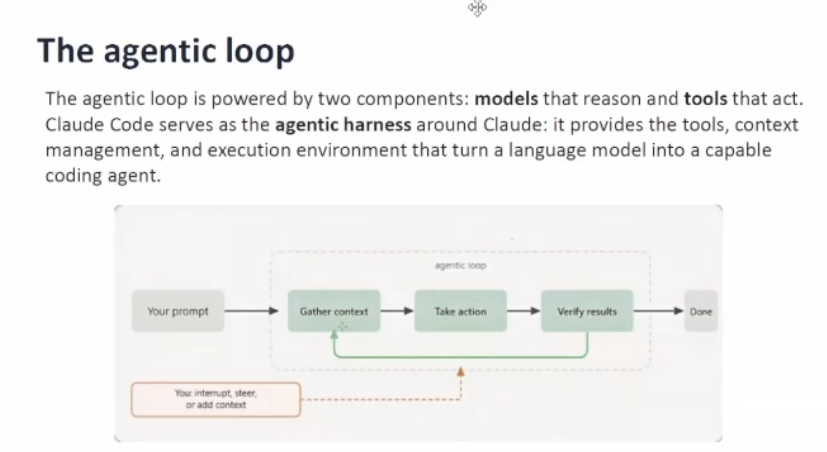 The agentic loop
The agentic loop is powered by two components: models that reason and tools that act.
Claude Code serves as the agentic harness around Claude: it provides the tools, context
management, and execution environment that turn a language model into a capable
coding agent.
agentic loop
Your prompt
Gather context
Take action
Verify results
Done
You: interrupt, steer,
or add context